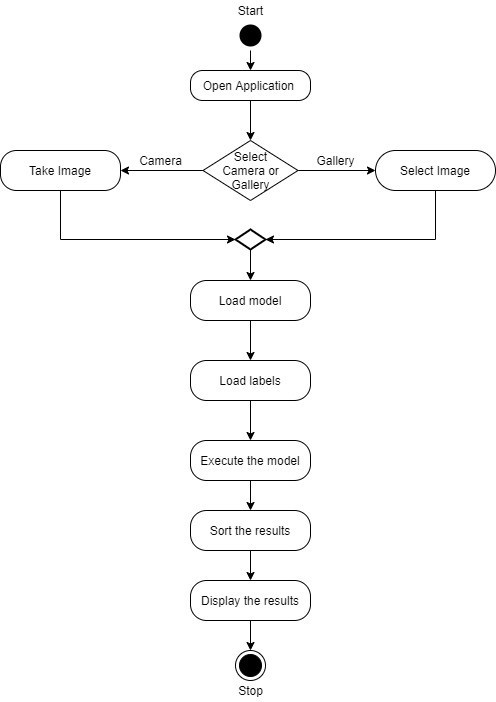 Start
Open Application
Camera
Select
Camera or
Gallery
Gallery
Take Image
Select Image
Load model
Load labels
Execute the model
Sort the results
Display the results
Stop